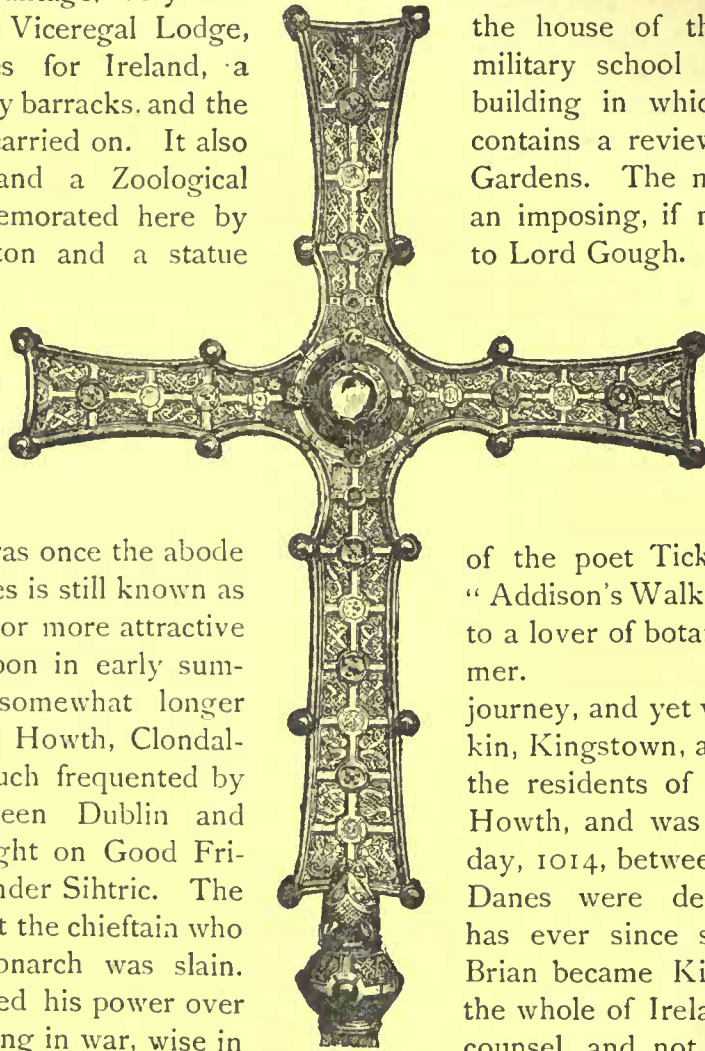 Viceregal Lodge, the house of th
es for Ireland, a military school
y barracks. and the building in whic
carried on. It also contains a review
and a Zoological Gardens. The
emorated here by an imposing, if
ton and a statue to Lord Gough.
as once the abode of the poet Tick
es is still known as “ Addison's Walk
or more attractive to a lover of bota
on in early sum- mer.
somewhat longer journey, and yet
Howth, Clondal- kin, Kingstown, a
uch frequented by the residents of
een Dublin and Howth, and was
ght on Good Fri- day, 1014, betwee
nder Sihtric. The Danes were de
t the chieftain who has ever since s
onarch was slain. Brian became Ki
ed his power over the whole of Irela
ng in war, wise in counsel, and not